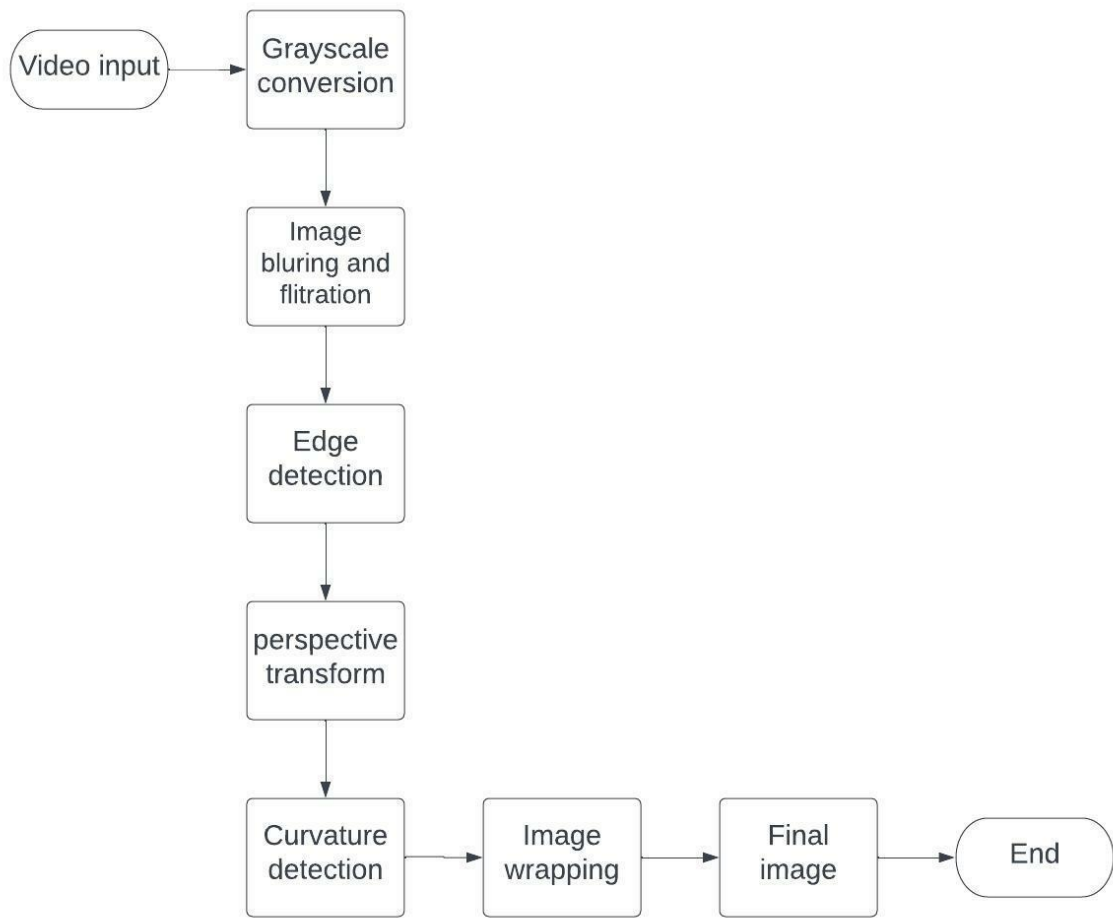 Video input
Grayscale
conversion
Image
bluring and
flitration
Edge
detection
perspective
transform
Curvature
detection
Image
wrapping
Final
image
End